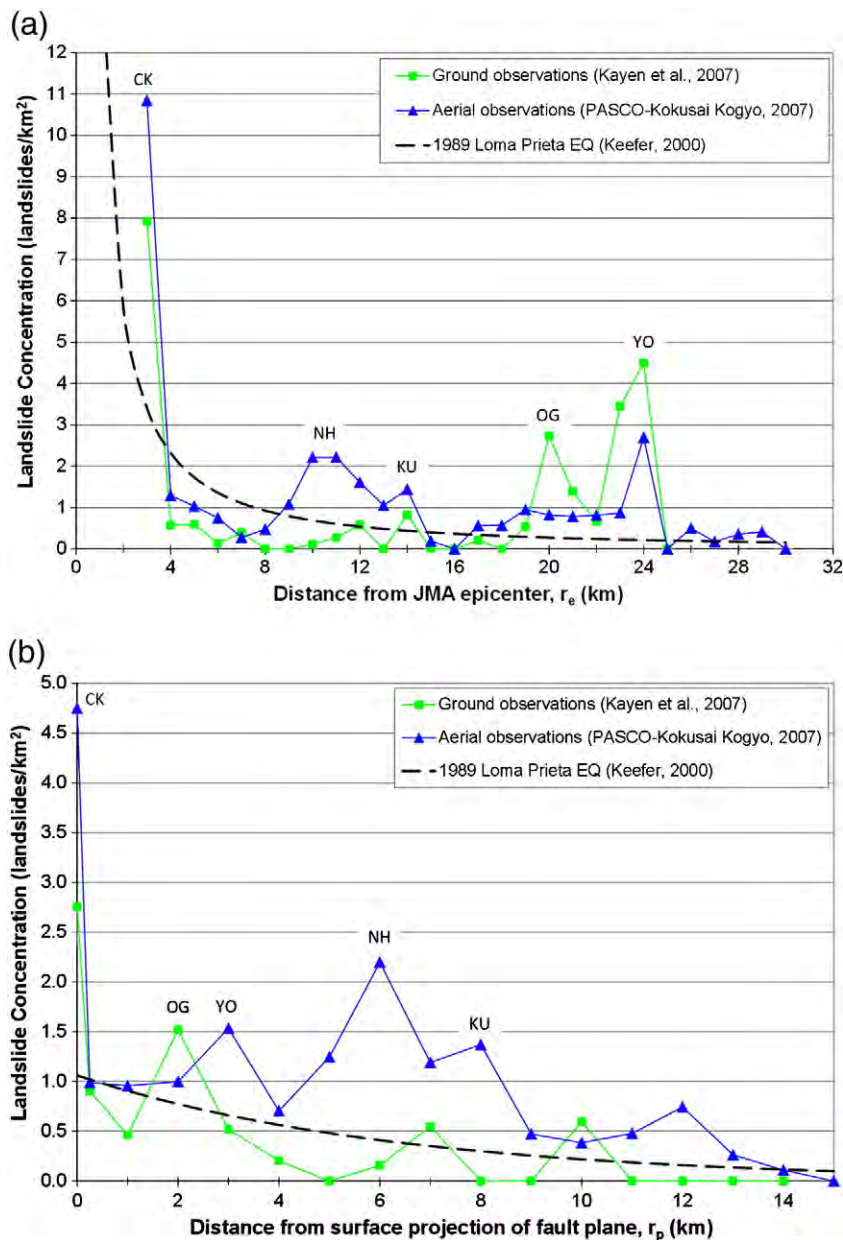 (a)
12
11
10
9
8
7
6
5
4
3
2
1
0
Landslide Concentration (landslides/km²)
CK
NH
KU
OG
YO
Ground observations (Kayen et al., 2007)
Aerial observations (PASCO-Kokusai Kogyo, 2007)
1989 Loma Prieta EQ (Keefer, 2000)
0 4 8 12 16 20 24 28 32
Distance from JMA epicenter, rₑ (km)
(b)
5.0
4.5
4.0
3.5
3.0
2.5
2.0
1.5
1.0
0.5
0.0
Landslide Concentration (landslides/km²)
CK
OG
YO
NH
KU
Ground observations (Kayen et al., 2007)
Aerial observations (PASCO-Kokusai Kogyo, 2007)
1989 Loma Prieta EQ (Keefer, 2000)
0 2 4 6 8 10 12 14
Distance from surface projection of fault plane, rₚ (km)